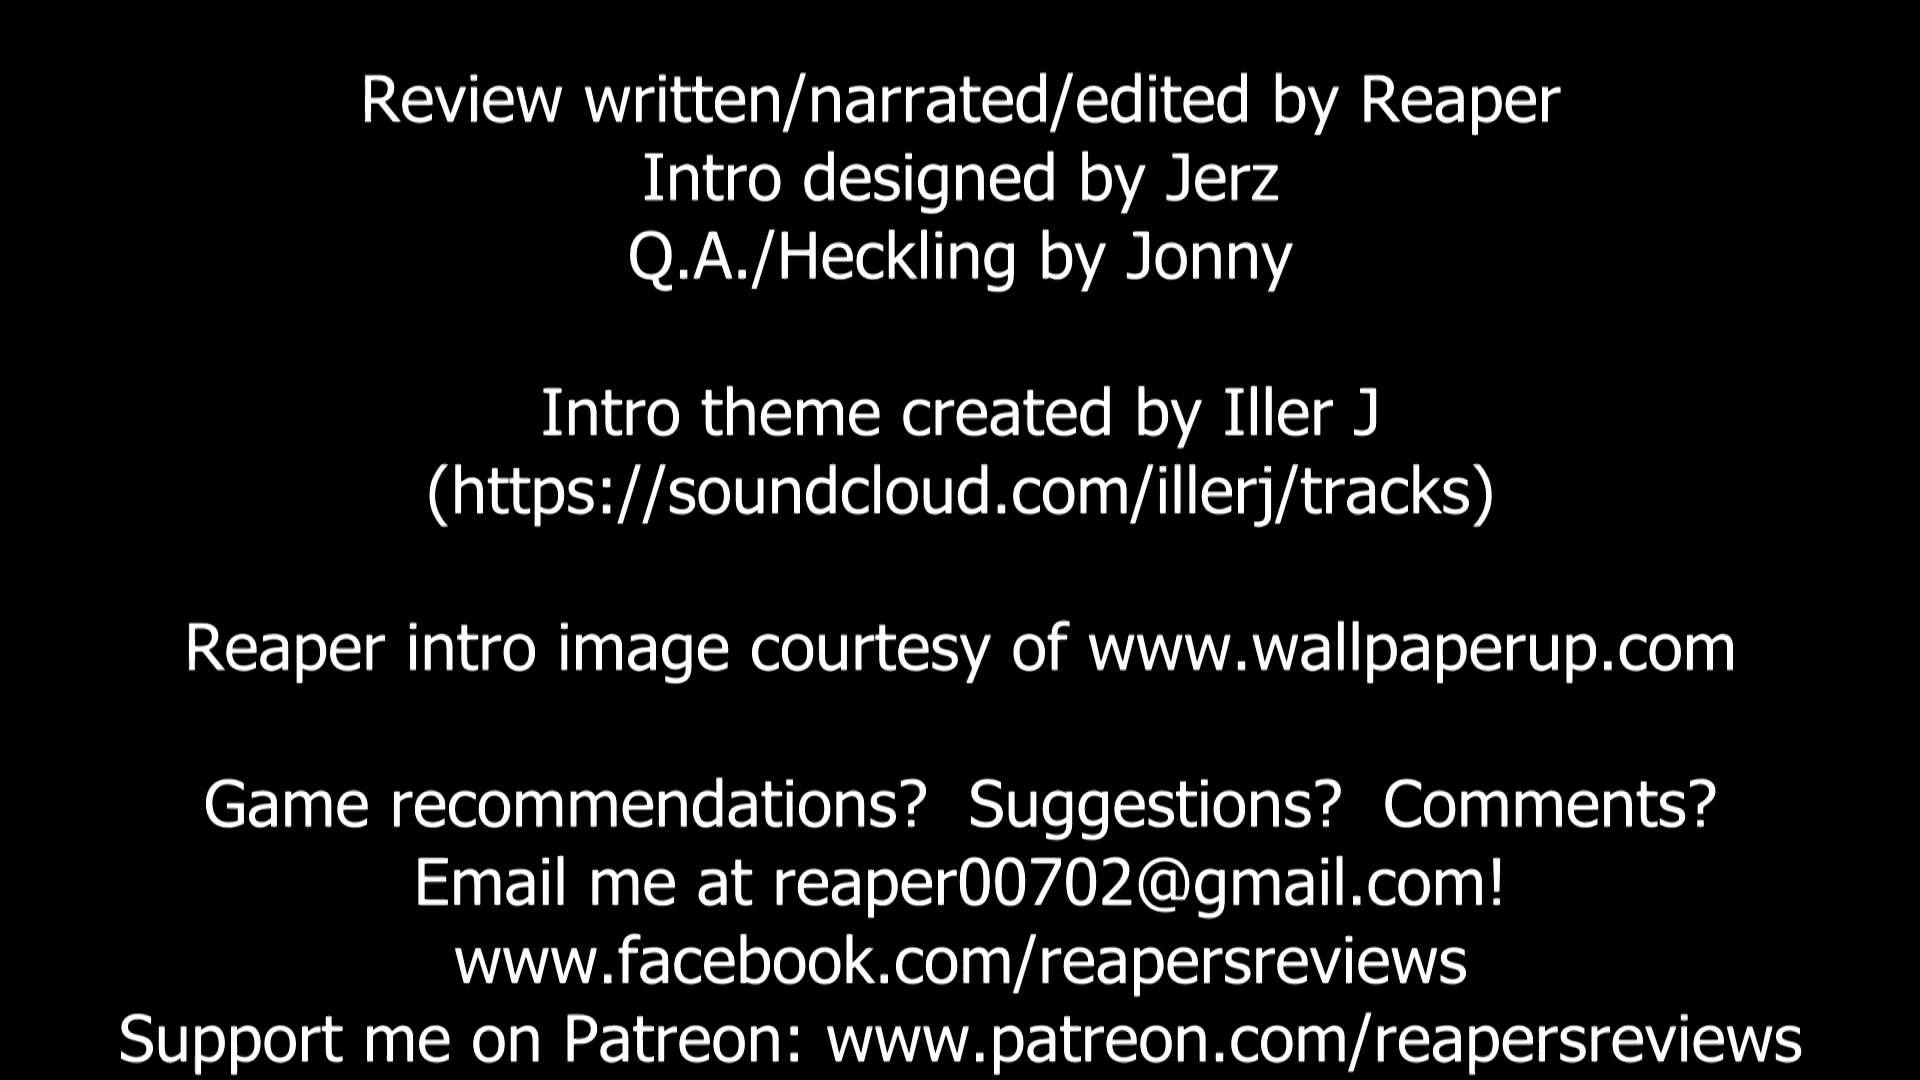 Review written/narrated/edited by Reaper
Intro designed by Jerz
Q.A./Heckling by Jonny
Intro theme created by Iller J
(https://soundcloud.com/illerj/tracks)
Reaper intro image courtesy of www.wallpaperup.com
Game recommendations?  Suggestions?  Comments?
Email me at reaper00702@gmail.com!
www.facebook.com/reapersreviews
Support me on Patreon: www.patreon.com/reapersreviews